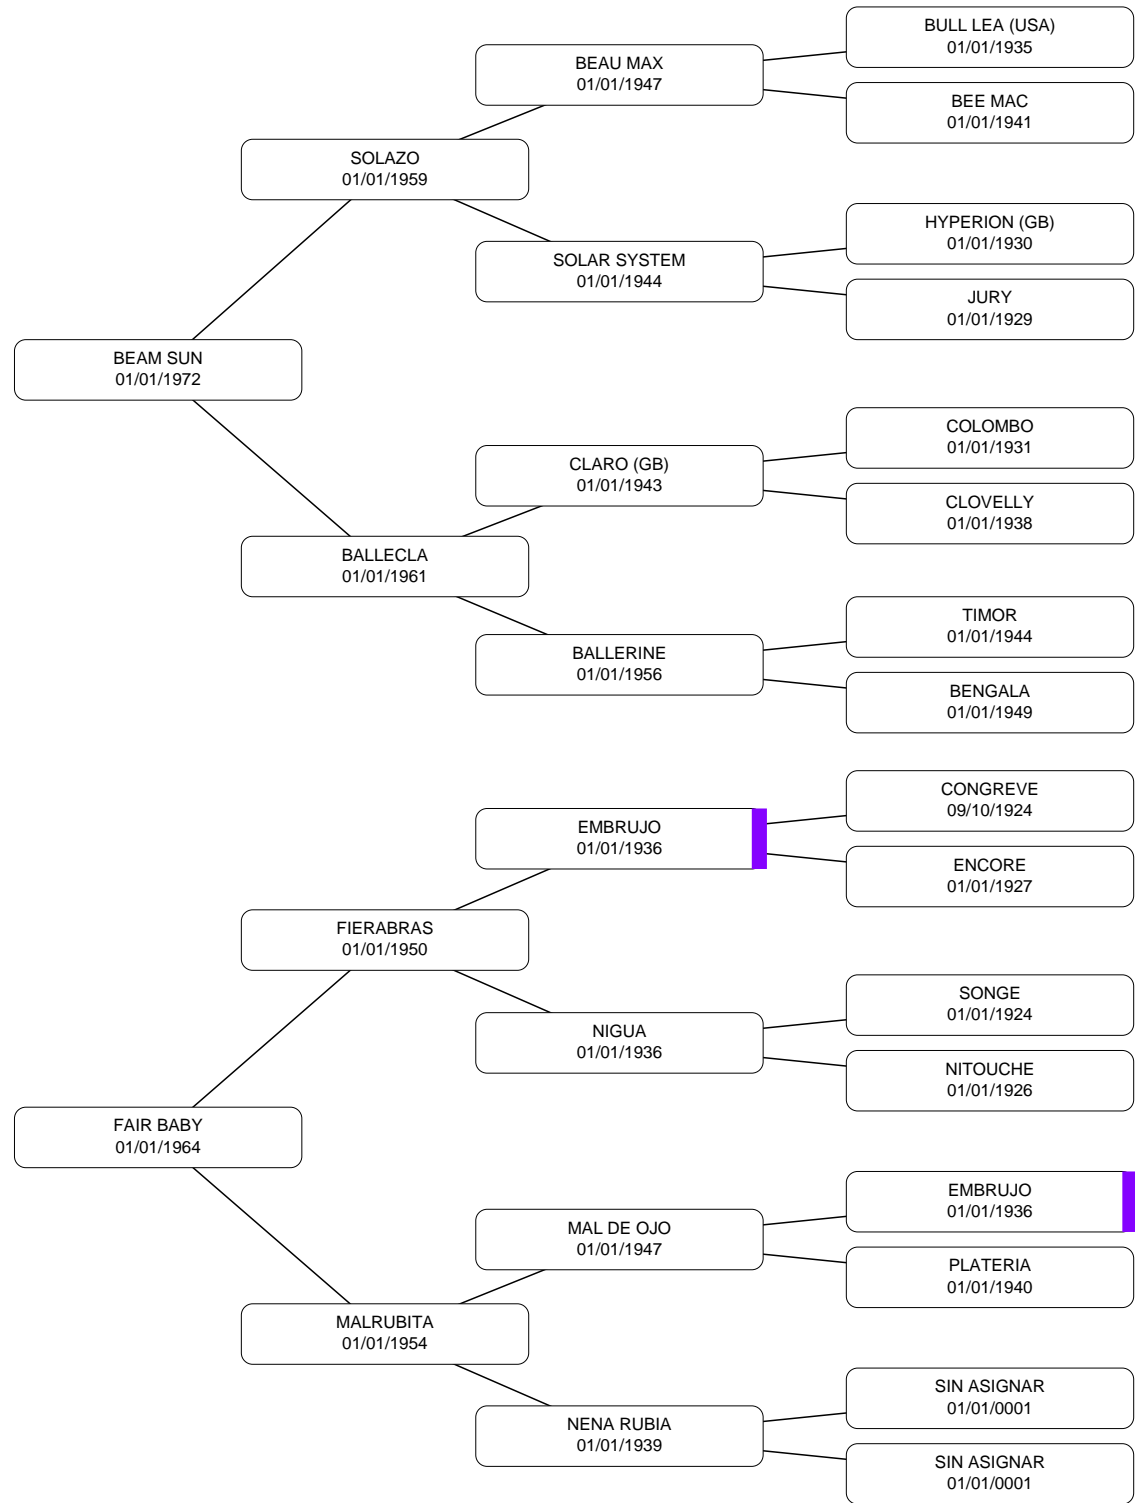 BULL LEA (USA)
01/01/1935
BEAU MAX
01/01/1947
BEE MAC
01/01/1941
SOLAZO
01/01/1959
HYPERION (GB)
01/01/1930
SOLAR SYSTEM
01/01/1944
JURY
01/01/1929
BEAM SUN
01/01/1972
COLOMBO
01/01/1931
CLARO (GB)
01/01/1943
CLOVELLY
01/01/1938
BALLECLA
01/01/1961
TIMOR
01/01/1944
BALLERINE
01/01/1956
BENGALA
01/01/1949
CONGREVE
09/10/1924
EMBRUJO
01/01/1936
ENCORE
01/01/1927
FIERABRAS
01/01/1950
SONGE
01/01/1924
NIGUA
01/01/1936
NITOUCHE
01/01/1926
FAIR BABY
01/01/1964
EMBRUJO
01/01/1936
MAL DE OJO
01/01/1947
PLATERIA
01/01/1940
MALRUBITA
01/01/1954
SIN ASIGNAR
01/01/0001
NENA RUBIA
01/01/1939
SIN ASIGNAR
01/01/0001